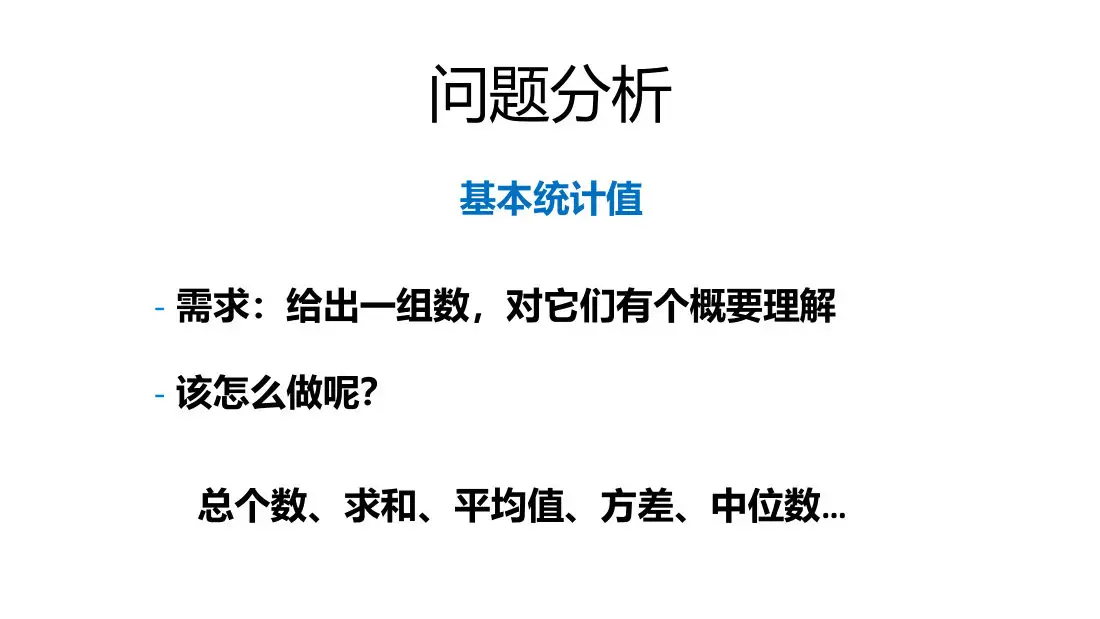 问题分析
基本统计值
- 需求：给出一组数，对它们有个概要理解
- 该怎么做呢？
总个数、求和、平均值、方差、中位数...